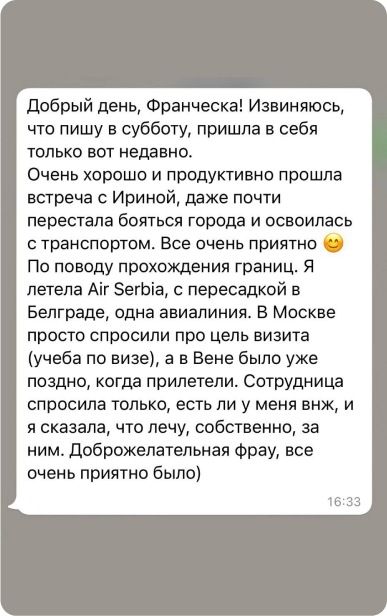 Добрый день, Франческа! Извиняюсь,
что пишу в субботу, пришла в себя
только вот недавно.
Очень хорошо и продуктивно прошла
встреча с Ириной, даже почти
перестала бояться города и освоилась
с транспортом. Все очень приятно 😊
По поводу прохождения границ. Я
летела Air Serbia, с пересадкой в
Белграде, одна авиалиния. В Москве
просто спросили про цель визита
(учеба по визе), а в Вене было уже
поздно, когда прилетели. Сотрудница
спросила только, есть ли у меня внж, и
я сказала, что лечу, собственно, за
ним. Доброжелательная фрау, все
очень приятно было)
16:33